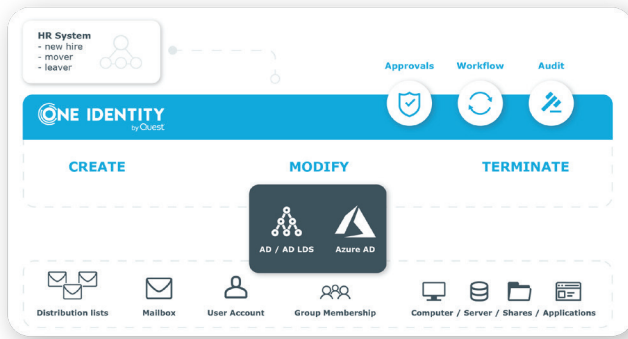 HR System
- new hire
- mover
- leaver
Approvals Workflow Audit
ONE IDENTITY
by Quest
CREATE MODIFY TERMINATE
AD / AD LDS Azure AD
Distribution lists Mailbox User Account Group Membership Computer / Server / Shares / Applications